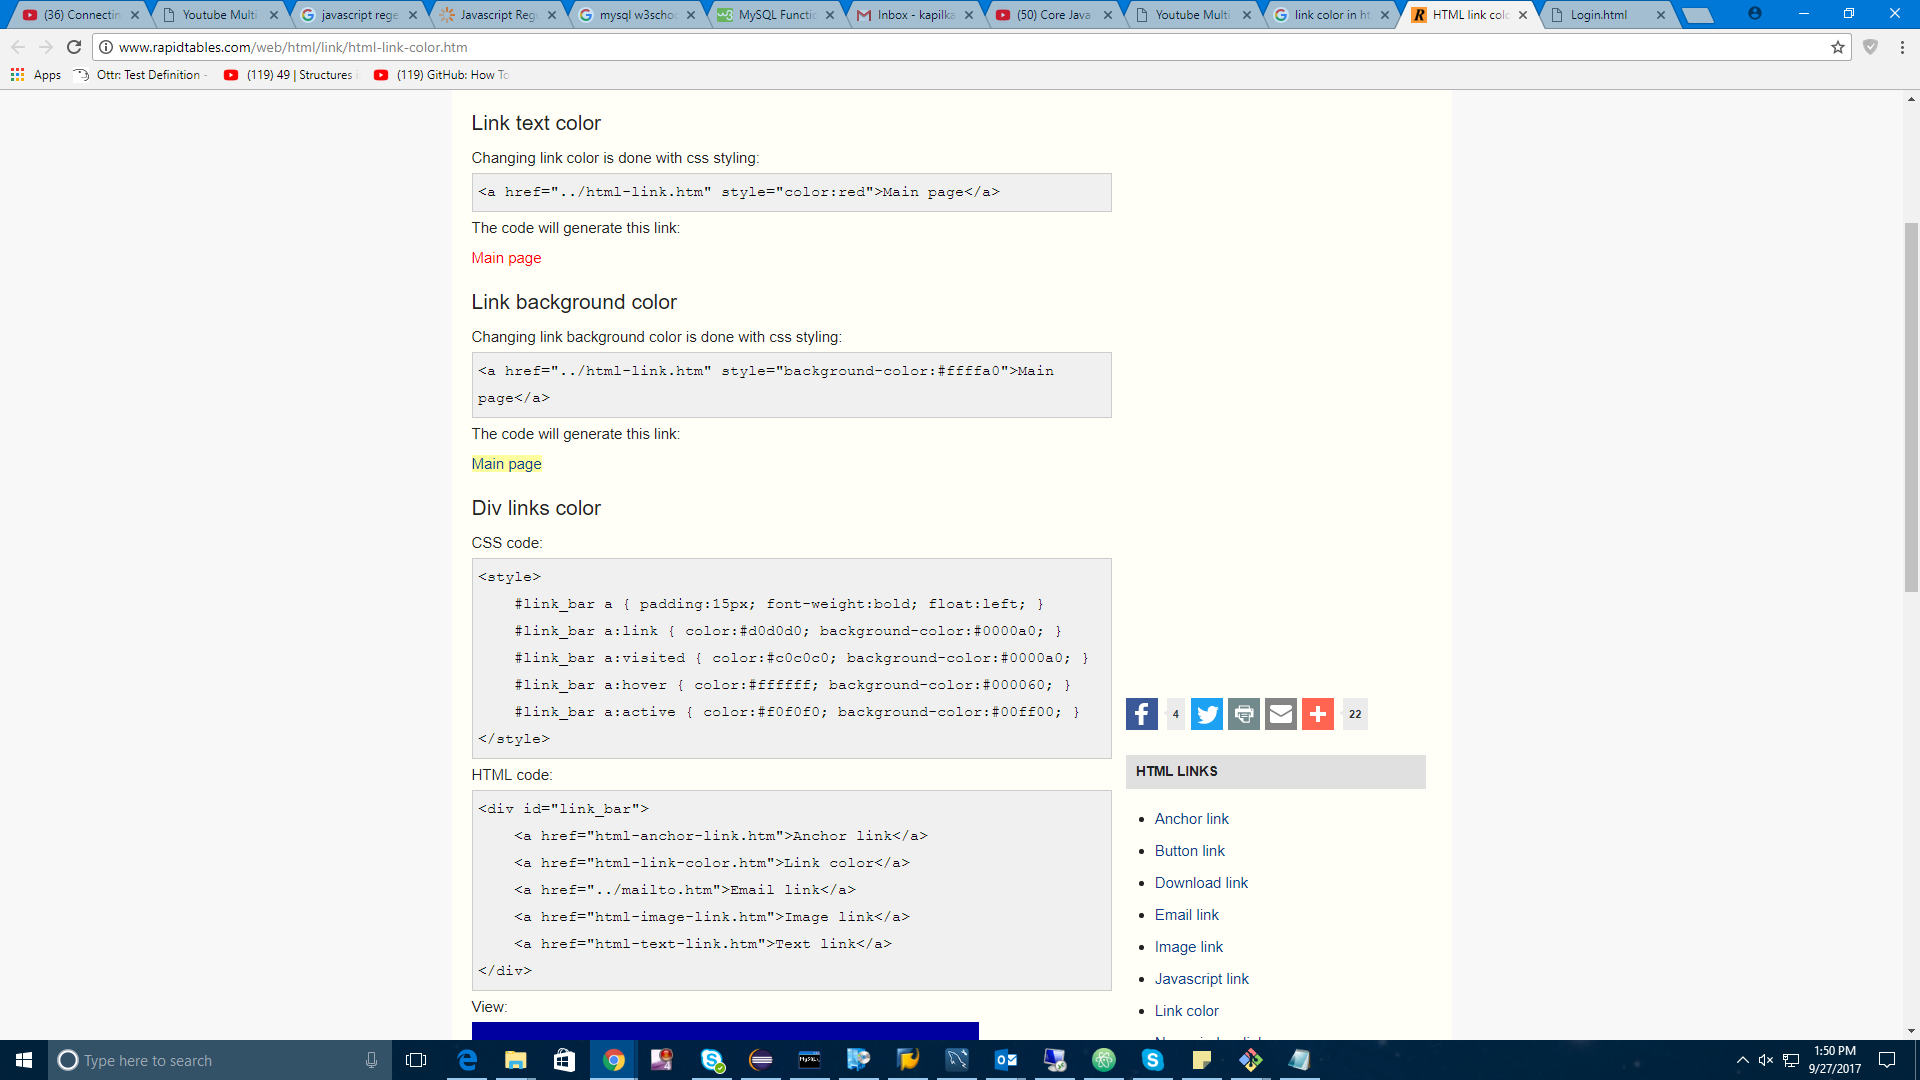 (36) Connectin
Youtube Multi
javascript rege
Javascript Reg
mysql w3schoo
MySQL Functio
Inbox - kapilka
(50) Core Java
Youtube Multi
link color in ht
HTML link colo
Login.html
www.rapidtables.com/web/html/link/html-link-color.htm
Apps
Ottr: Test Definition -
(119) 49 | Structures i
(119) GitHub: How To
Link text color
Changing link color is done with css styling:
<a href="../html-link.htm" style="color:red">Main page</a>
The code will generate this link:
Main page
Link background color
Changing link background color is done with css styling:
<a href="../html-link.htm" style="background-color:#ffffa0">Main
page</a>
The code will generate this link:
Main page
Div links color
CSS code:
<style>
#link_bar a { padding:15px; font-weight:bold; float:left; }
#link_bar a:link { color:#d0d0d0; background-color:#0000a0; }
#link_bar a:visited { color:#c0c0c0; background-color:#0000a0; }
#link_bar a:hover { color:#ffffff; background-color:#000060; }
#link_bar a:active { color:#f0f0f0; background-color:#00ff00; }
</style>
HTML code:
<div id="link_bar">
<a href="html-anchor-link.htm">Anchor link</a>
<a href="html-link-color.htm">Link color</a>
<a href="../mailto.htm">Email link</a>
<a href="html-image-link.htm">Image link</a>
<a href="html-text-link.htm">Text link</a>
</div>
View:
4
22
HTML LINKS
Anchor link
Button link
Download link
Email link
Image link
Javascript link
Link color
Type here to search
1:50 PM
9/27/2017